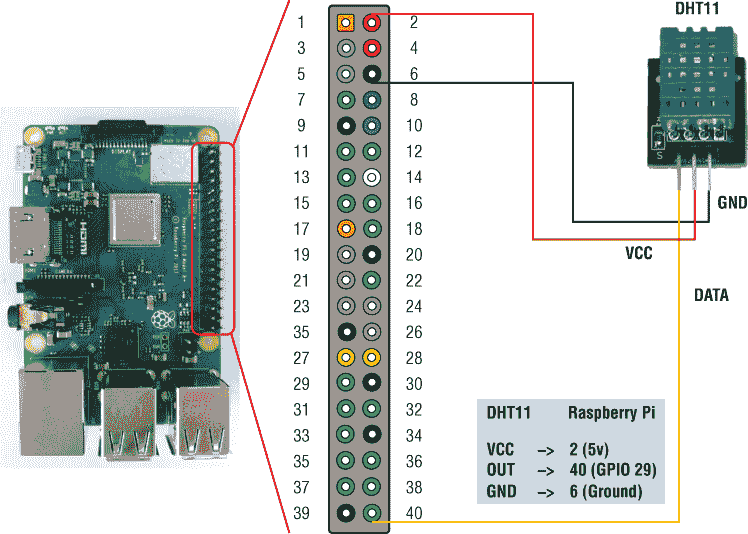 DHT11
1 2
3 4
5 6
7 8
9 10
11 12
13 14
15 16
17 18
19 20
21 22
23 24
35 26
27 28
29 30
31 32
33 34
35 36
37 38
39 40
S
GND
VCC
DATA
DISPLAY
HDMI
CAMERA
DHT11 Raspberry Pi
VCC –> 2 (5v)
OUT –> 40 (GPIO 29)
GND –> 6 (Ground)